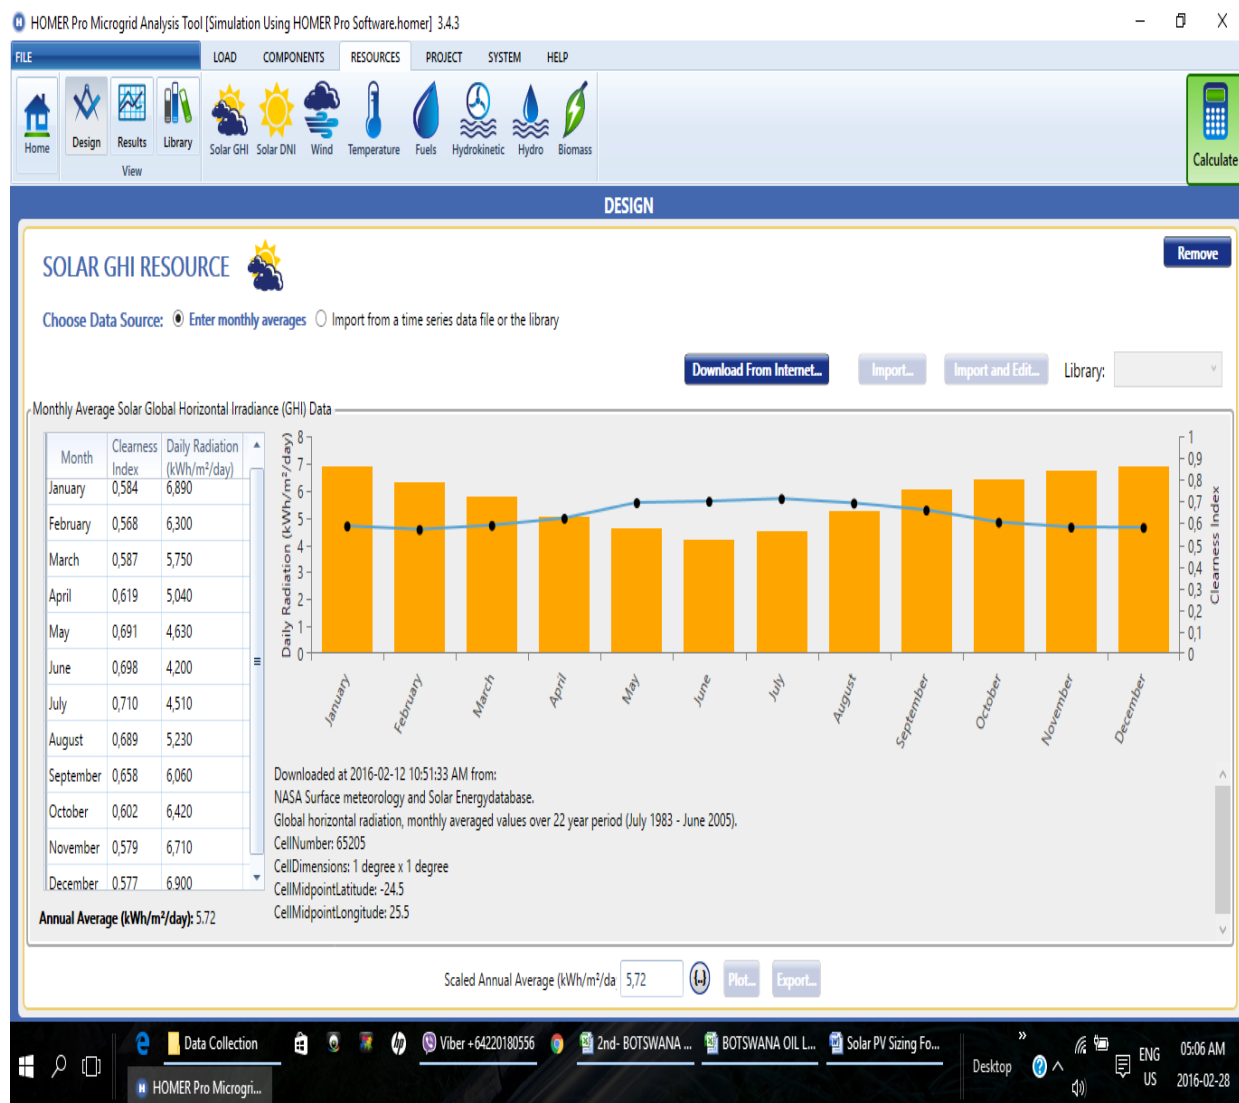 HOMER Pro Microgrid Analysis Tool [Simulation Using HOMER Pro Software.homer] 3.4.3
FILE LOAD COMPONENTS RESOURCES PROJECT SYSTEM HELP
Home Design Results Library Solar GHI Solar DNI Wind Temperature Fuels Hydrokinetic Hydro Biomass Calculate
View
DESIGN
SOLAR GHI RESOURCE
Remove
Choose Data Source: Enter monthly averages Import from a time series data file or the library
Download From Internet... Import... Import and Edit... Library:
Monthly Average Solar Global Horizontal Irradiance (GHI) Data
Month Clearness Index Daily Radiation (kWh/m²/day)
January 0,584 6,890
February 0,568 6,300
March 0,587 5,750
April 0,619 5,040
May 0,691 4,630
June 0,698 4,200
July 0,710 4,510
August 0,689 5,230
September 0,658 6,060
October 0,602 6,420
November 0,579 6,710
December 0,577 6,900
Annual Average (kWh/m²/day): 5.72
Daily Radiation (kWh/m²/day)
8
7
6
5
4
3
2
1
0
1
0,9
0,8
0,7
0,6
0,5
0,4
0,3
0,2
0,1
0
Clearness Index
January February March April May June July August September October November December
Downloaded at 2016-02-12 10:51:33 AM from:
NASA Surface meteorology and Solar Energydatabase.
Global horizontal radiation, monthly averaged values over 22 year period (July 1983 - June 2005).
CellNumber: 65205
CellDimensions: 1 degree x 1 degree
CellMidpointLatitude: -24.5
CellMidpointLongitude: 25.5
Scaled Annual Average (kWh/m²/da 5,72 {..} Plot... Export...
Data Collection Viber +64220180556 2nd- BOTSWANA ... BOTSWANA OIL L... Solar PV Sizing Fo...
HOMER Pro Microgri...
Desktop
ENG
US
05:06 AM
2016-02-28